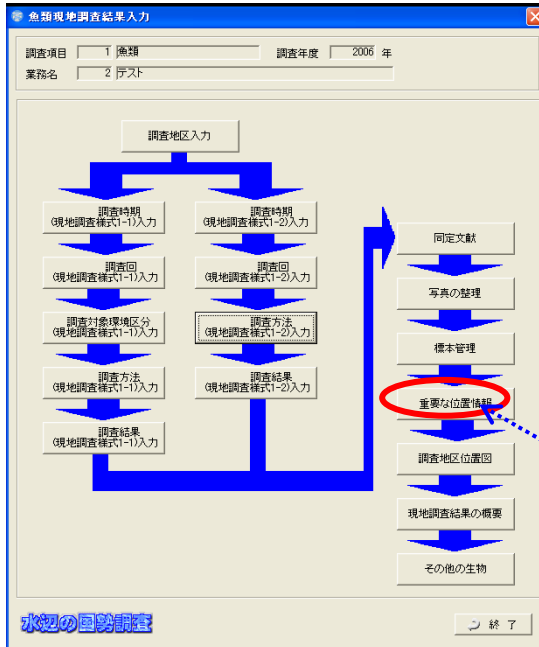 魚類現地調査結果入力
調査項目 1 魚類 調査年度 2006 年
業務名 2 テスト
調査地区入力
調査時期
(現地調査様式1-1)入力
調査回
(現地調査様式1-1)入力
調査対象環境区分
(現地調査様式1-1)入力
調査方法
(現地調査様式1-1)入力
調査結果
(現地調査様式1-1)入力
調査時期
(現地調査様式1-2)入力
調査回
(現地調査様式1-2)入力
調査方法
(現地調査様式1-2)入力
調査結果
(現地調査様式1-2)入力
同定文献
写真の整理
標本管理
重要な位置情報
調査地区位置図
現地調査結果の概要
その他の生物
水辺の国勢調査
終 了